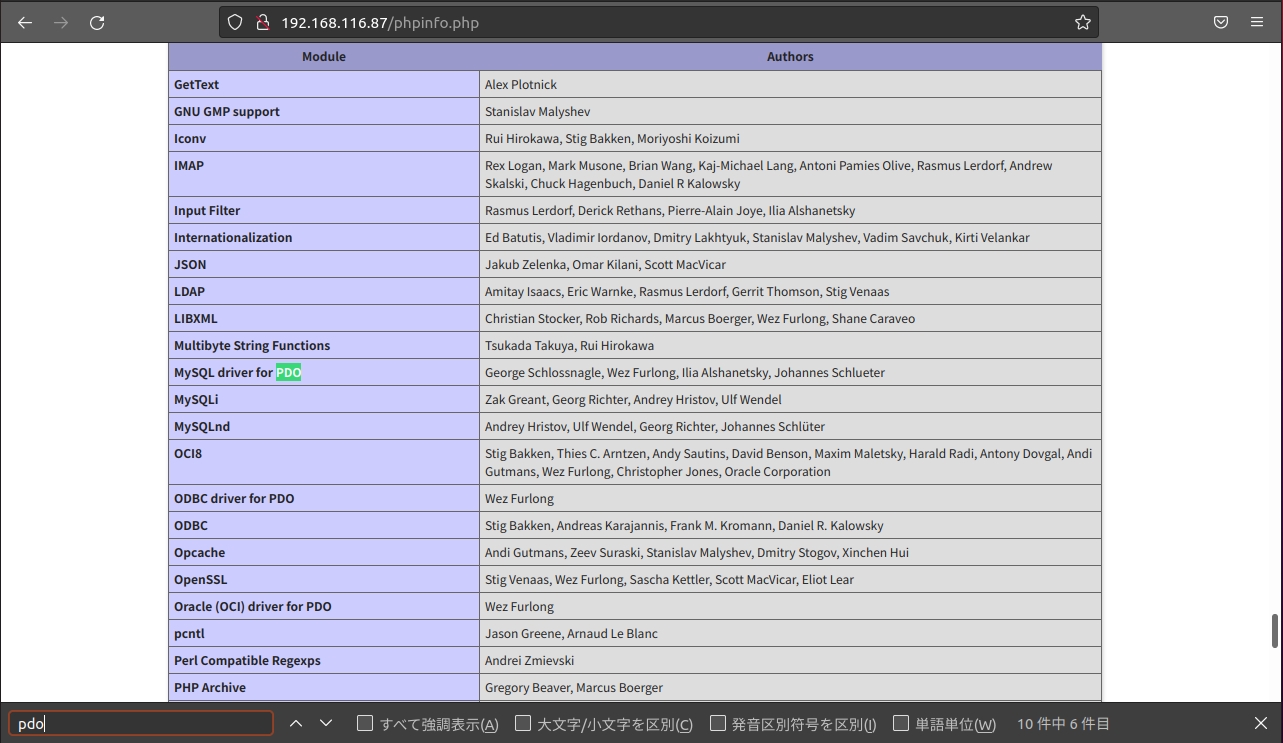 192.168.116.87/phpinfo.php
Module Authors
GetText Alex Plotnick
GNU GMP support Stanislav Malyshev
Iconv Rui Hirokawa, Stig Bakken, Moriyoshi Koizumi
IMAP Rex Logan, Mark Musone, Brian Wang, Kaj-Michael Lang, Antoni Pamies Olive, Rasmus Lerdorf, Andrew
Skalski, Chuck Hagenbuch, Daniel R Kalowsky
Input Filter Rasmus Lerdorf, Derick Rethans, Pierre-Alain Joye, Ilia Alshanetsky
Internationalization Ed Batutis, Vladimir Iordanov, Dmitry Lakhtyuk, Stanislav Malyshev, Vadim Savchuk, Kirti Velankar
JSON Jakub Zelenka, Omar Kilani, Scott MacVicar
LDAP Amitay Isaacs, Eric Warnke, Rasmus Lerdorf, Gerrit Thomson, Stig Venaas
LIBXML Christian Stocker, Rob Richards, Marcus Boerger, Wez Furlong, Shane Caraveo
Multibyte String Functions Tsukada Takuya, Rui Hirokawa
MySQL driver for PDO George Schlossnagle, Wez Furlong, Ilia Alshanetsky, Johannes Schlueter
MySQLi Zak Greant, Georg Richter, Andrey Hristov, Ulf Wendel
MySQLnd Andrey Hristov, Ulf Wendel, Georg Richter, Johannes Schlüter
OCI8 Stig Bakken, Thies C. Arntzen, Andy Sautins, David Benson, Maxim Maletsky, Harald Radi, Antony Dovgal, Andi
Gutmans, Wez Furlong, Christopher Jones, Oracle Corporation
ODBC driver for PDO Wez Furlong
ODBC Stig Bakken, Andreas Karajannis, Frank M. Kromann, Daniel R. Kalowsky
Opcache Andi Gutmans, Zeev Suraski, Stanislav Malyshev, Dmitry Stogov, Xinchen Hui
OpenSSL Stig Venaas, Wez Furlong, Sascha Kettler, Scott MacVicar, Eliot Lear
Oracle (OCI) driver for PDO Wez Furlong
pcntl Jason Greene, Arnaud Le Blanc
Perl Compatible Regexps Andrei Zmievski
PHP Archive Gregory Beaver, Marcus Boerger
pdo すべて強調表示(A) 大文字/小文字を区別(C) 発音区別符号を区別(I) 単語単位(W) 10 件中 6 件目